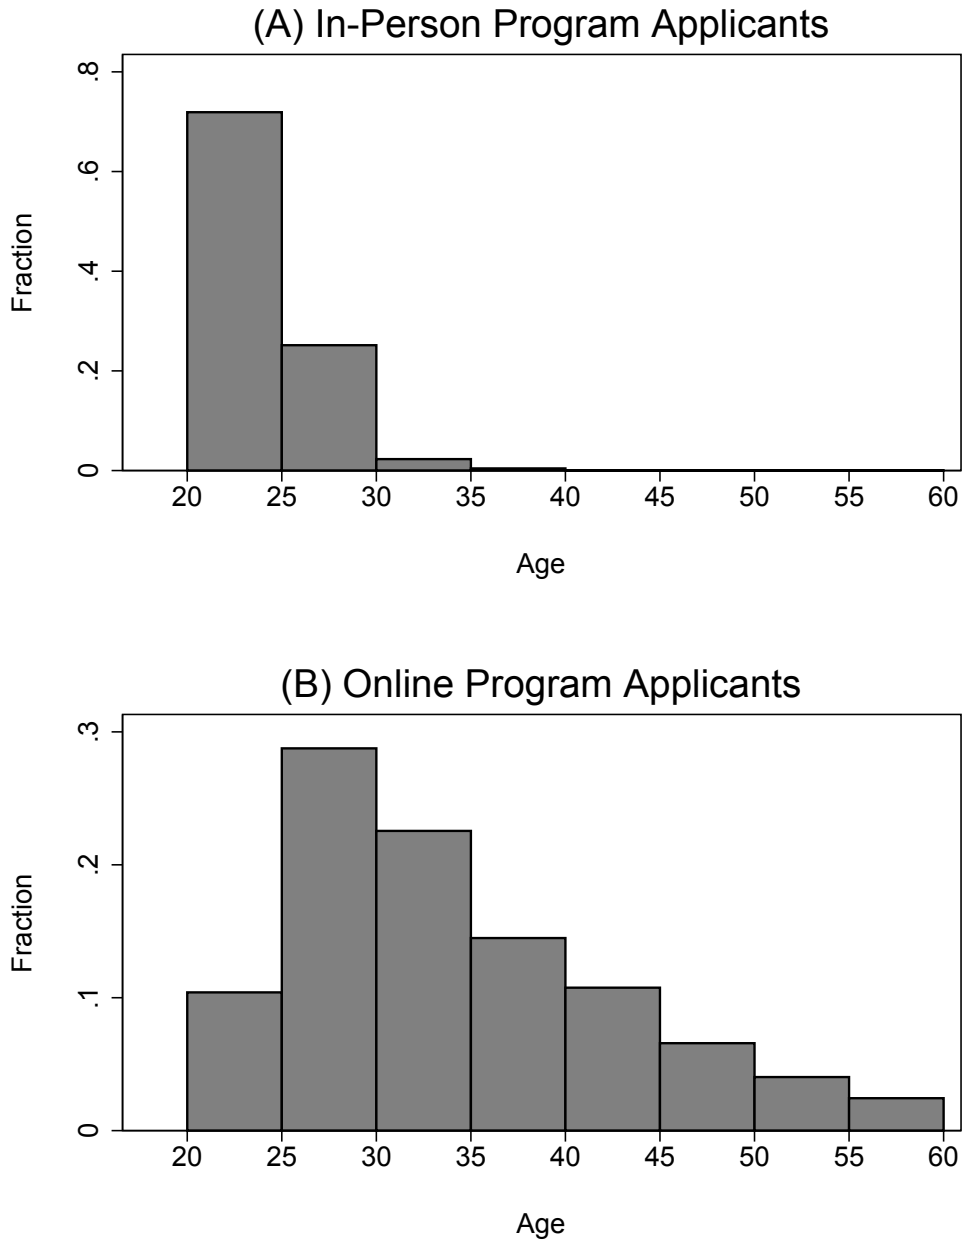 (A) In-Person Program Applicants
.8
.6
.4
.2
0
Fraction
20 25 30 35 40 45 50 55 60
Age
(B) Online Program Applicants
.3
.2
.1
0
Fraction
20 25 30 35 40 45 50 55 60
Age